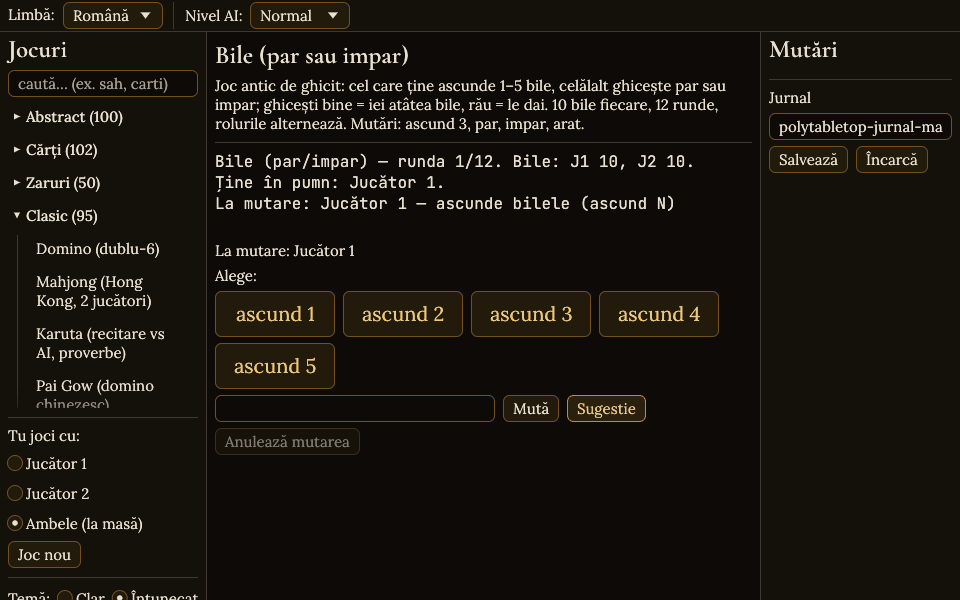 Limbă: Română Nivel AI: Normal
Jocuri
caută... (ex. sah, carti)
Abstract (100)
Cărți (102)
Zaruri (50)
Clasic (95)
Domino (dublu-6)
Mahjong (Hong
Kong, 2 jucători)
Karuta (recitare vs
AI, proverbe)
Pai Gow (domino
chinezesc)
Tu joci cu:
Jucător 1
Jucător 2
Ambele (la masă)
Joc nou
Temă: Clar Întunecat
Bile (par sau impar)
Joc antic de ghicit: cel care ține ascunde 1–5 bile, celălalt ghicește par sau
impar; ghicești bine = iei atâtea bile, rău = le dai. 10 bile fiecare, 12 runde,
rolurile alternează. Mutări: ascund 3, par, impar, arat.
Bile (par/impar) — runda 1/12. Bile: J1 10, J2 10.
Ține în pumn: Jucător 1.
La mutare: Jucător 1 — ascunde bilele (ascund N)
La mutare: Jucător 1
Alege:
ascund 1 ascund 2 ascund 3 ascund 4
ascund 5
Mută Sugestie
Anulează mutarea
Mutări
Jurnal
polytabletop-jurnal-ma
Salvează Încarcă